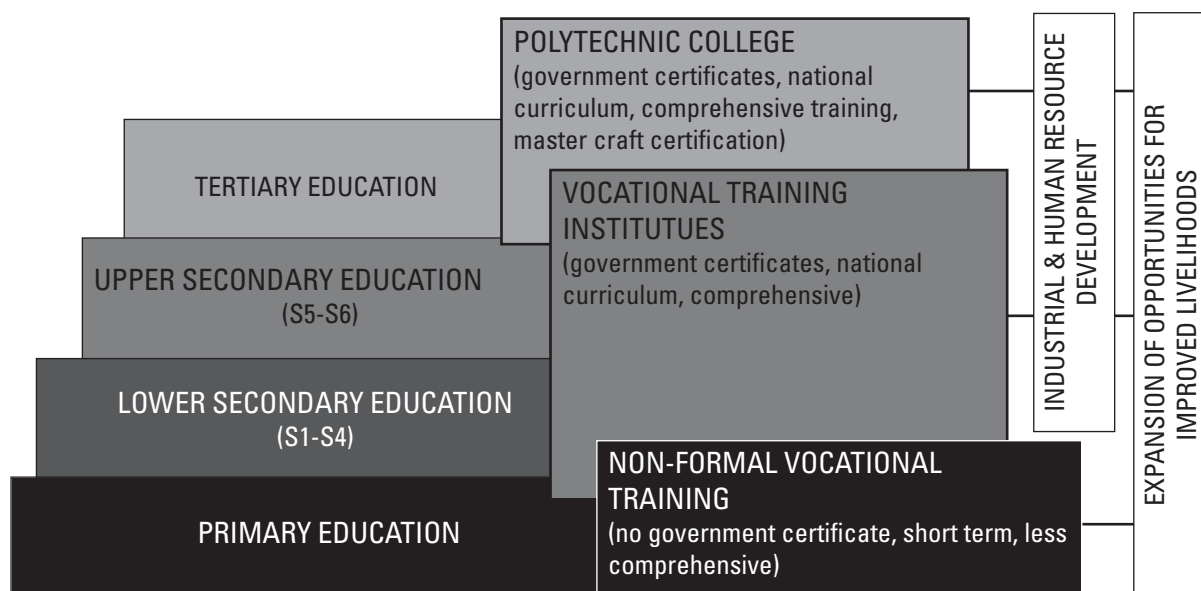 POLYTECHNIC COLLEGE
(government certificates, national
curriculum, comprehensive training,
master craft certification)
TERTIARY EDUCATION
VOCATIONAL TRAINING
INSTITUTUES
(government certificates, national
curriculum, comprehensive)
UPPER SECONDARY EDUCATION
(S5-S6)
LOWER SECONDARY EDUCATION
(S1-S4)
NON-FORMAL VOCATIONAL
TRAINING
(no government certificate, short term, less
comprehensive)
PRIMARY EDUCATION
INDUSTRIAL & HUMAN RESOURCE
DEVELOPMENT
EXPANSION OF OPPORTUNITIES FOR
IMPROVED LIVELIHOODS